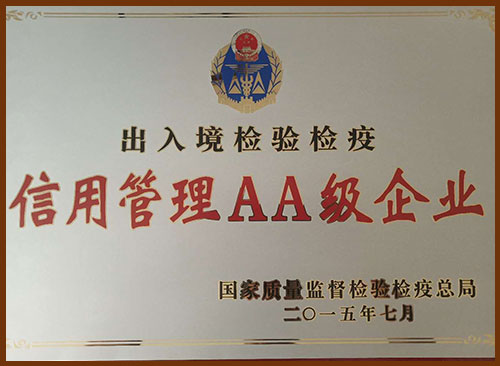 出入境检验检疫
信用管理AA级企业
国家质量监督检验检疫总局
二〇一五年七月